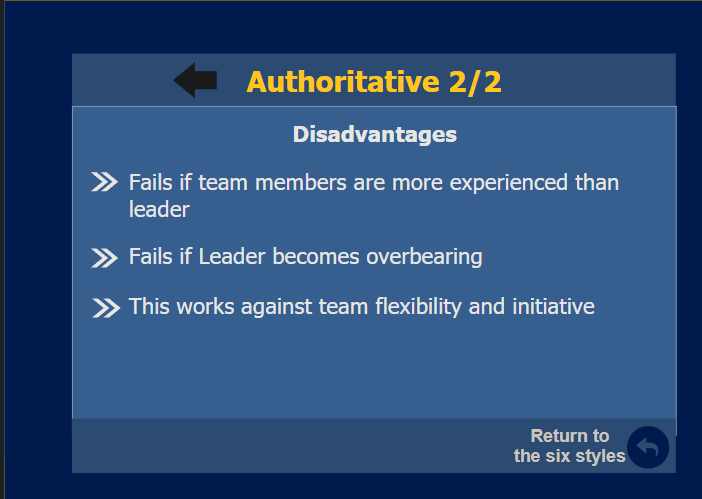 Authoritative 2/2
Disadvantages
Fails if team members are more experienced than
leader
Fails if Leader becomes overbearing
This works against team flexibility and initiative
Return to
the six styles